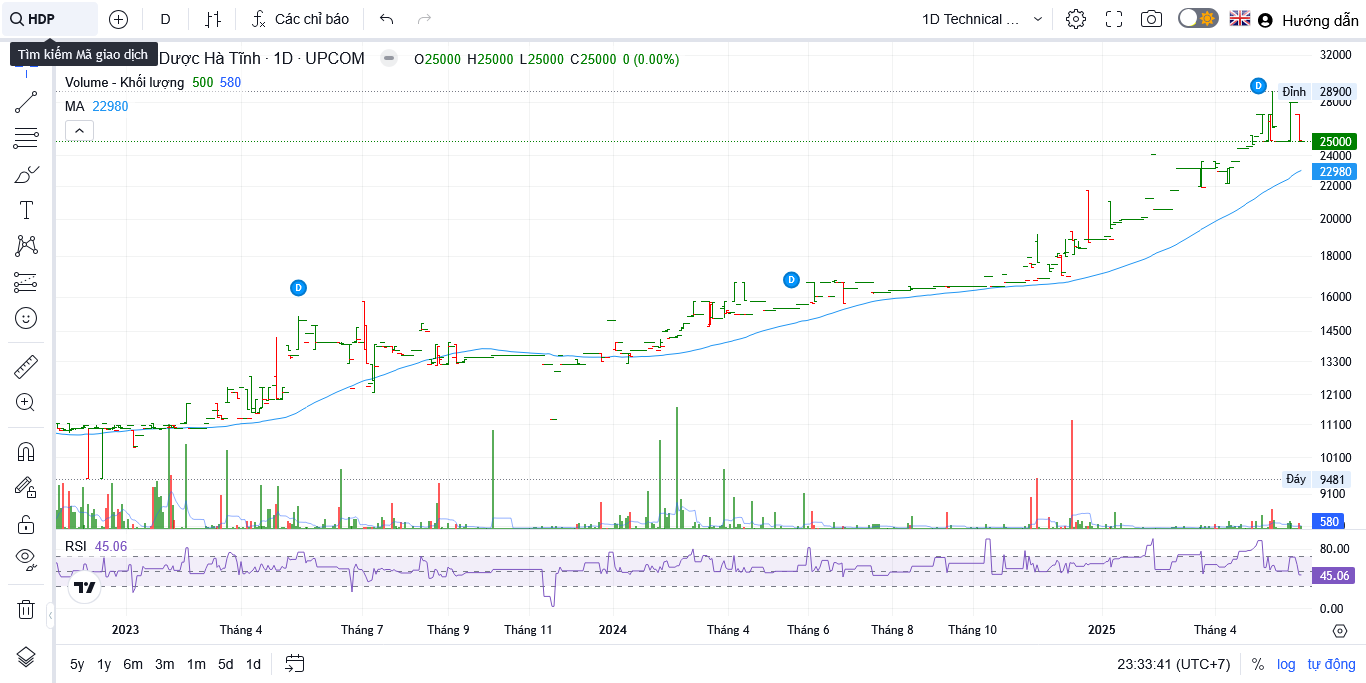 HDP
D
Các chỉ báo
1D Technical ...
Hướng dẫn
Tìm kiếm Mã giao dịch
Dược Hà Tĩnh · 1D · UPCOM
O25000 H25000 L25000 C25000 0 (0.00%)
Volume - Khối lượng 500 580
MA 22980
32000
D
Đỉnh 28900
28000
25000
24000
22980
22000
20000
18000
D
D
16000
14500
13300
12100
11100
10100
Đáy 9481
9100
580
RSI 45.06
80.00
45.06
0.00
2023 Tháng 4 Tháng 7 Tháng 9 Tháng 11 2024 Tháng 4 Tháng 6 Tháng 8 Tháng 10 2025 Tháng 4
5y 1y 6m 3m 1m 5d 1d
23:33:41 (UTC+7) % log tự động